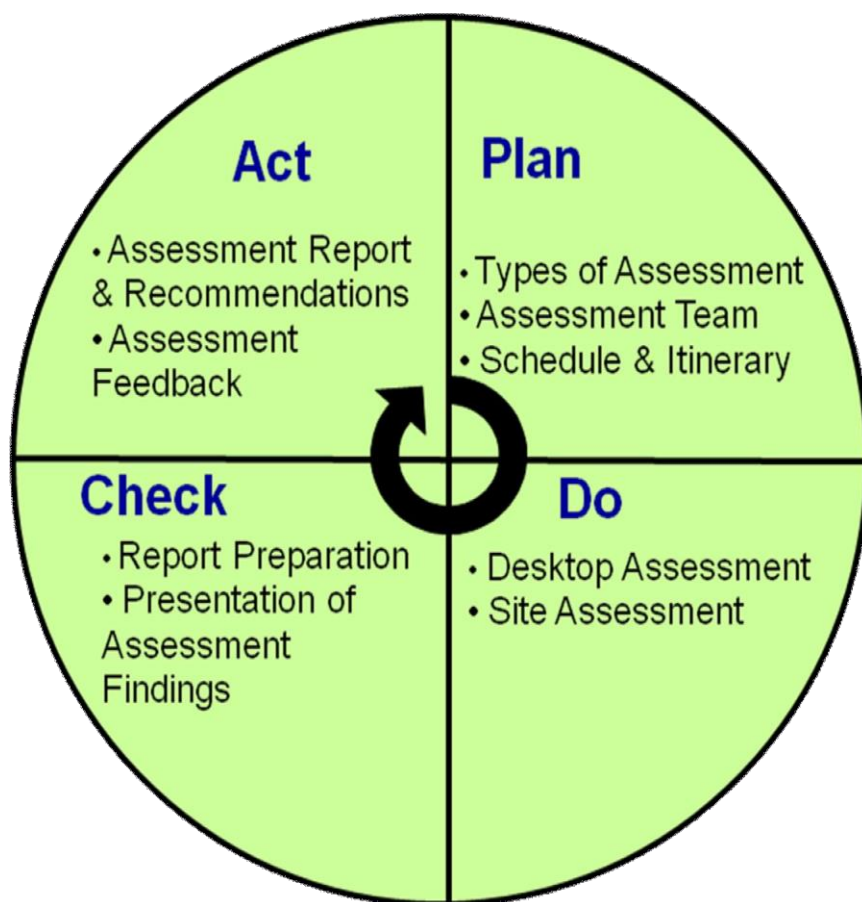 Act
• Assessment Report
& Recommendations
• Assessment
Feedback
Plan
• Types of Assessment
• Assessment Team
• Schedule & Itinerary
Check
• Report Preparation
• Presentation of
Assessment
Findings
Do
• Desktop Assessment
• Site Assessment